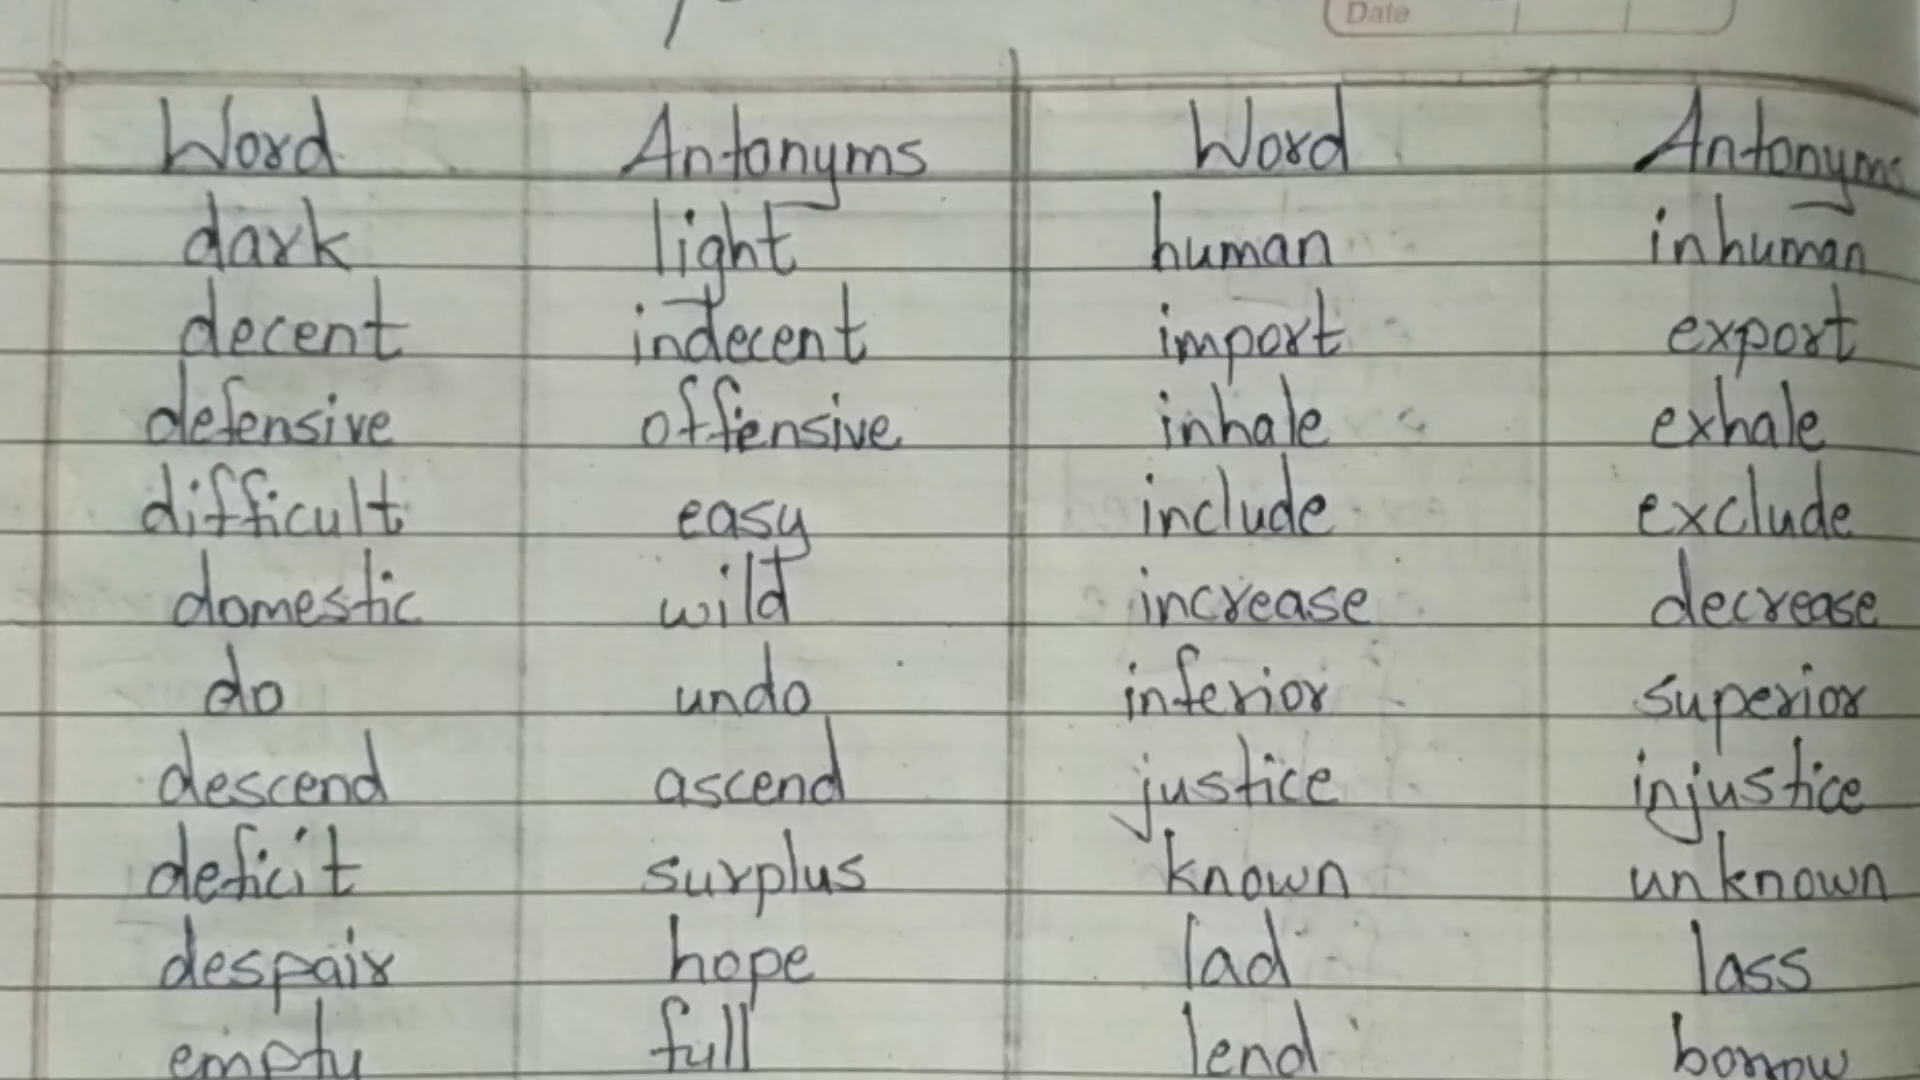 Date
Word Antonyms Word Antonyms
dark light human inhuman
decent indecent import export
defensive offensive inhale exhale
difficult easy include exclude
domestic wild increase decrease
do undo inferior superior
descend ascend justice injustice
deficit surplus known unknown
despair hope lad lass
empty full lend borrow